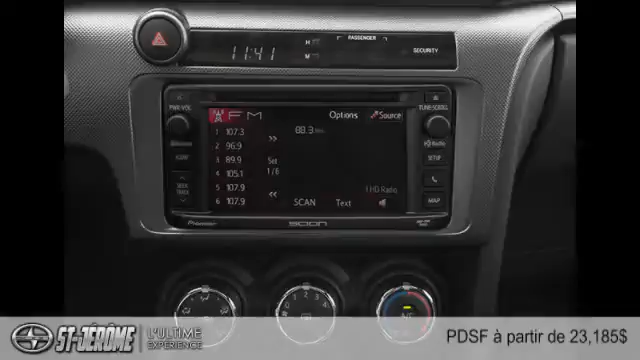 PASSENGER
11:41
H
M
SECURITY
PWR·VOL
TUNE·SCROLL
FM
Options
Source
1 107.3
88.3
2 96.9
>>
3 89.9
Set
4 105.1
1/6
5 107.9
<<
HD Radio
6 107.9
SCAN
Text
SEEK
TRACK
SETUP
MAP
Pioneer
SCION
ST-JÉRÔME
L'ULTIME
EXPÉRIENCE
PDSF à partir de 23,185$